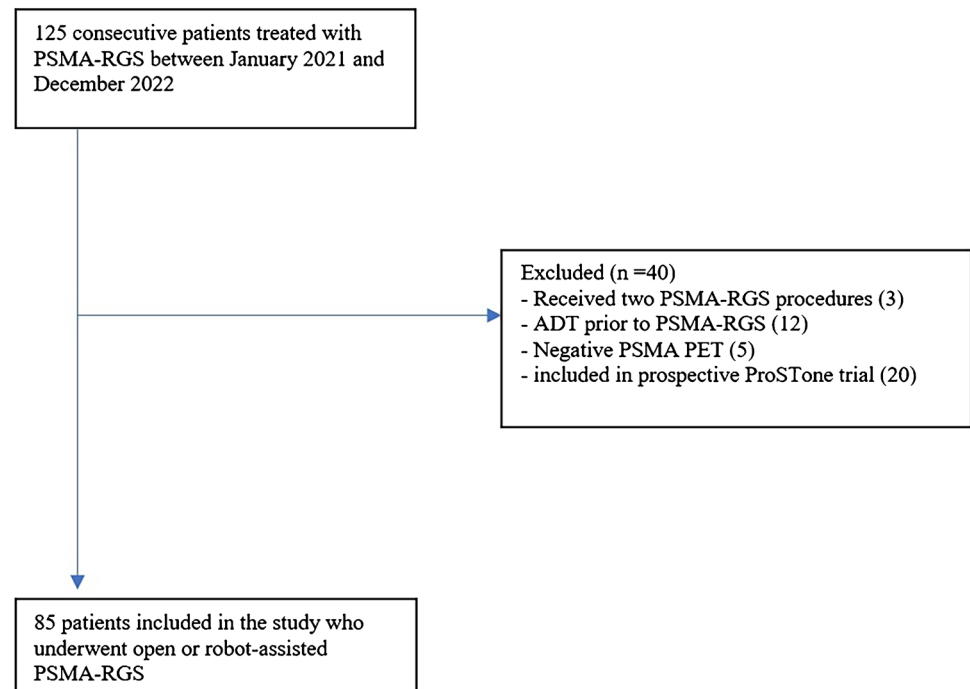 125 consecutive patients treated with
PSMA-RGS between January 2021 and
December 2022
Excluded (n =40)
- Received two PSMA-RGS procedures (3)
- ADT prior to PSMA-RGS (12)
- Negative PSMA PET (5)
- included in prospective ProSTone trial (20)
85 patients included in the study who
underwent open or robot-assisted
PSMA-RGS